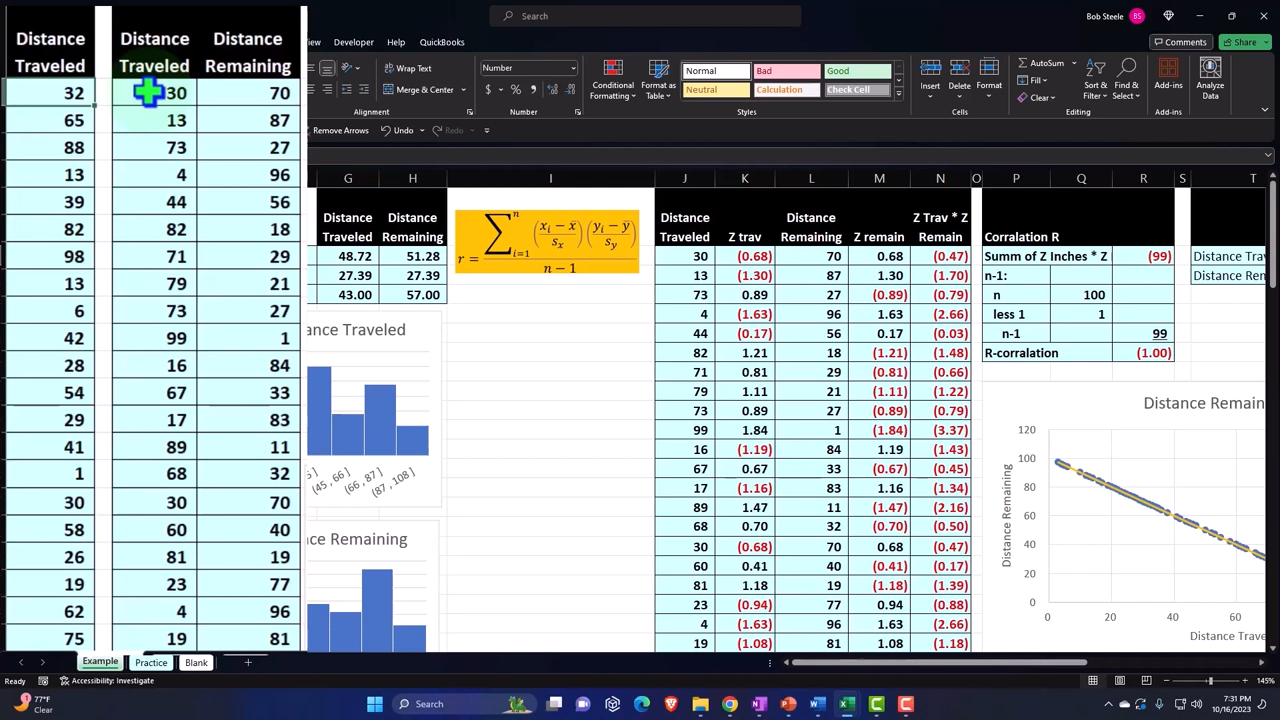 Search
Bob Steele BS
view Developer Help QuickBooks Comments Share
Wrap Text Number Normal Bad Good AutoSum
Merge & Center Neutral Calculation Check Cell Fill
Conditional Formatting Format as Table Insert Delete Format Clear Sort & Filter Find & Select Add-ins Analyze Data
Alignment Number Styles Cells Editing Add-ins
Remove Arrows Undo Redo
G H I J K L M N O P Q R S T
Distance Traveled Distance Traveled Distance Remaining
32 30 70
65 13 87
88 73 27
13 4 96
39 44 56
82 82 18
98 71 29
13 79 21
6 73 27
42 99 1
28 16 84
54 67 33
29 17 83
41 89 11
1 68 32
30 30 70
58 60 40
26 81 19
19 23 77
62 4 96
75 19 81
Distance Traveled Distance Remaining
48.72 51.28
27.39 27.39
43.00 57.00
r = ∑ i=1 n (xi − x̄ / sx) (yi − ȳ / sy) / n − 1
ance Traveled
(45 , 66 ] (66 , 87 ] (87 , 108 ]
ce Remaining
Distance Traveled Z trav Distance Remaining Z remain Z Trav * Z Remain
30 (0.68) 70 0.68 (0.47)
13 (1.30) 87 1.30 (1.70)
73 0.89 27 (0.89) (0.79)
4 (1.63) 96 1.63 (2.66)
44 (0.17) 56 0.17 (0.03)
82 1.21 18 (1.21) (1.48)
71 0.81 29 (0.81) (0.66)
79 1.11 21 (1.11) (1.22)
73 0.89 27 (0.89) (0.79)
99 1.84 1 (1.84) (3.37)
16 (1.19) 84 1.19 (1.43)
67 0.67 33 (0.67) (0.45)
17 (1.16) 83 1.16 (1.34)
89 1.47 11 (1.47) (2.16)
68 0.70 32 (0.70) (0.50)
30 (0.68) 70 0.68 (0.47)
60 0.41 40 (0.41) (0.17)
81 1.18 19 (1.18) (1.39)
23 (0.94) 77 0.94 (0.88)
4 (1.63) 96 1.63 (2.66)
19 (1.08) 81 1.08 (1.18)
Corralation R
Summ of Z Inches * Z (99)
n-1:
n 100
less 1 1
n-1 99
R-corralation (1.00)
Distance Tra
Distance Rem
Distance Remain
120
100
80
60
40
20
0
0 20 40 60
Distance Remaining
Distance Trave
Example Practice Blank
Ready Accessibility: Investigate 145%
1 77°F Clear Search 7:31 PM 10/16/2023